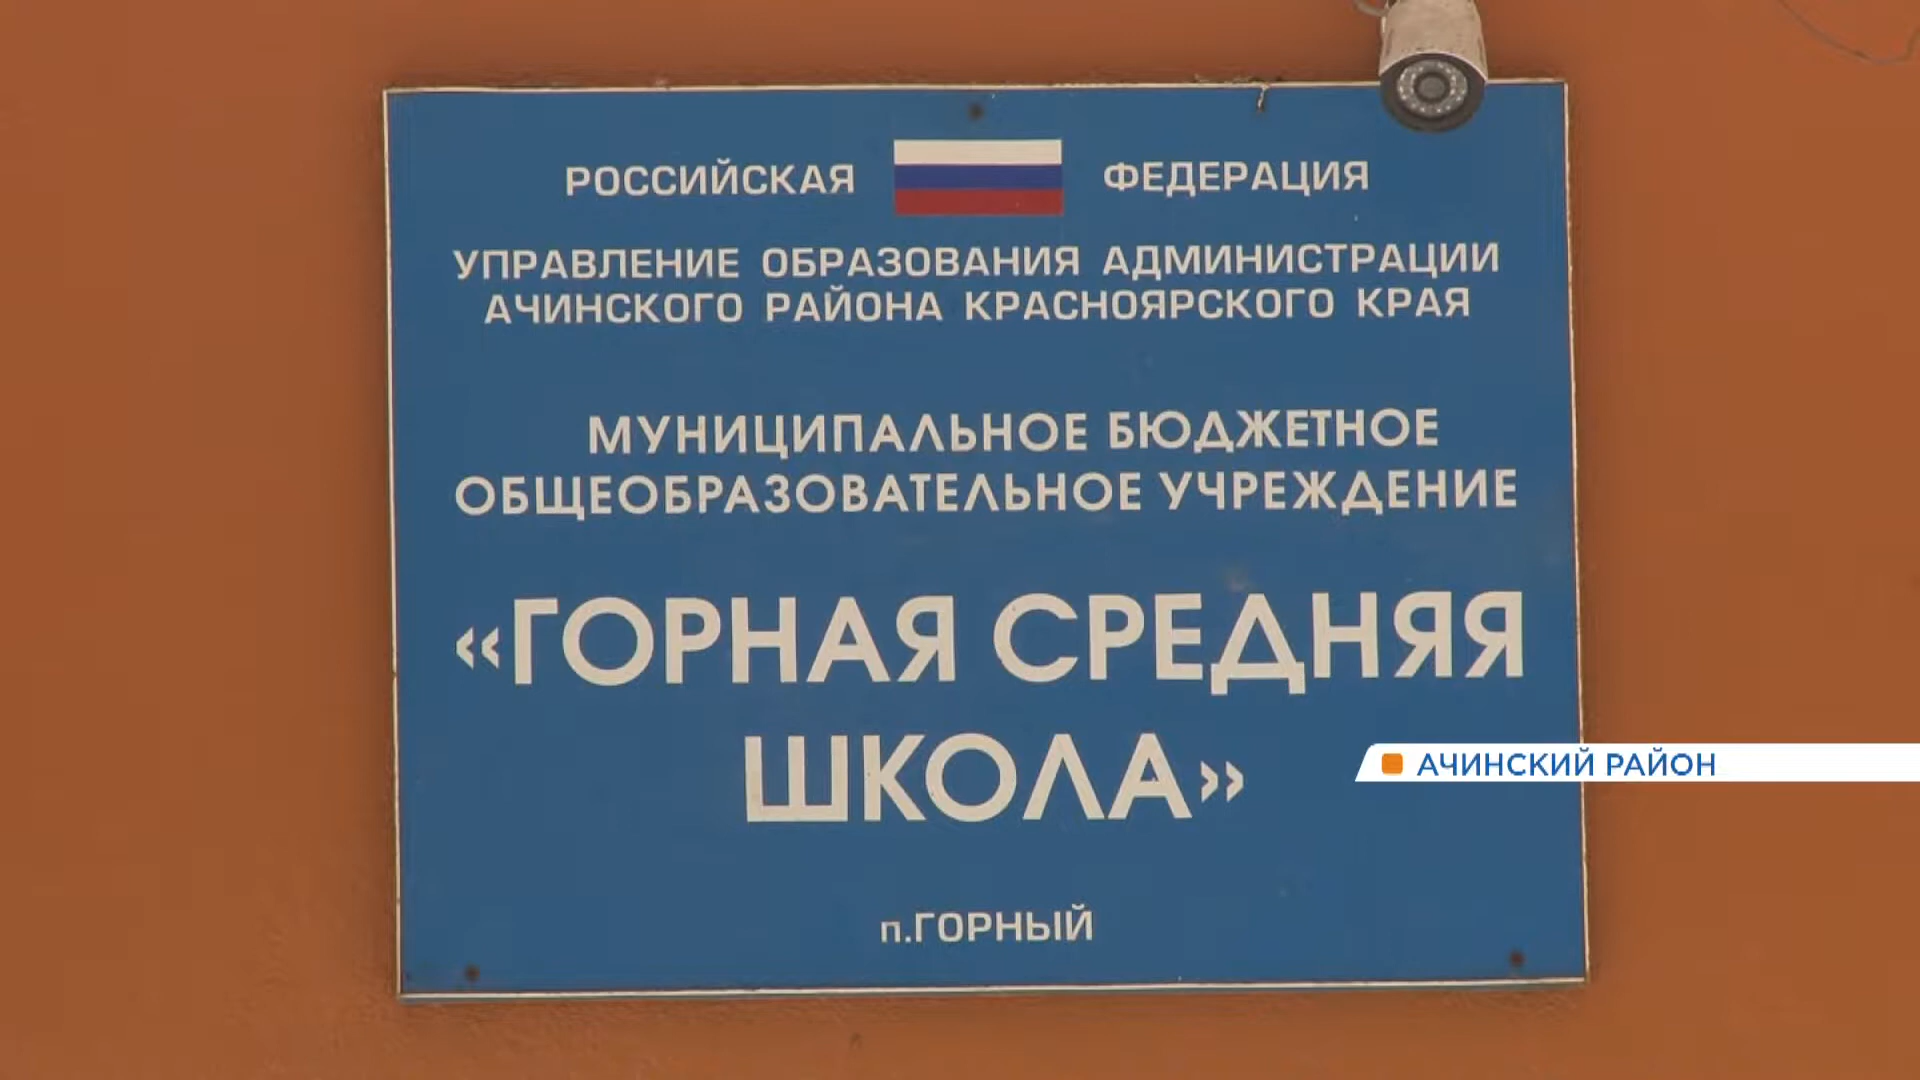 РОССИЙСКАЯ ФЕДЕРАЦИЯ
УПРАВЛЕНИЕ ОБРАЗОВАНИЯ АДМИНИСТРАЦИИ
АЧИНСКОГО РАЙОНА КРАСНОЯРСКОГО КРАЯ
МУНИЦИПАЛЬНОЕ БЮДЖЕТНОЕ
ОБЩЕОБРАЗОВАТЕЛЬНОЕ УЧРЕЖДЕНИЕ
«ГОРНАЯ СРЕДНЯЯ
ШКОЛА»
АЧИНСКИЙ РАЙОН
п.ГОРНЫЙ